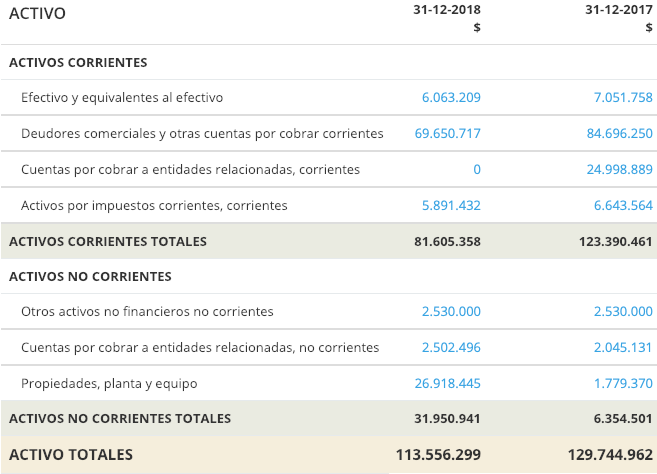 ACTIVO 31-12-2018 31-12-2017
$ $
ACTIVOS CORRIENTES
Efectivo y equivalentes al efectivo 6.063.209 7.051.758
Deudores comerciales y otras cuentas por cobrar corrientes 69.650.717 84.696.250
Cuentas por cobrar a entidades relacionadas, corrientes 0 24.998.889
Activos por impuestos corrientes, corrientes 5.891.432 6.643.564
ACTIVOS CORRIENTES TOTALES 81.605.358 123.390.461
ACTIVOS NO CORRIENTES
Otros activos no financieros no corrientes 2.530.000 2.530.000
Cuentas por cobrar a entidades relacionadas, no corrientes 2.502.496 2.045.131
Propiedades, planta y equipo 26.918.445 1.779.370
ACTIVOS NO CORRIENTES TOTALES 31.950.941 6.354.501
ACTIVO TOTALES 113.556.299 129.744.962